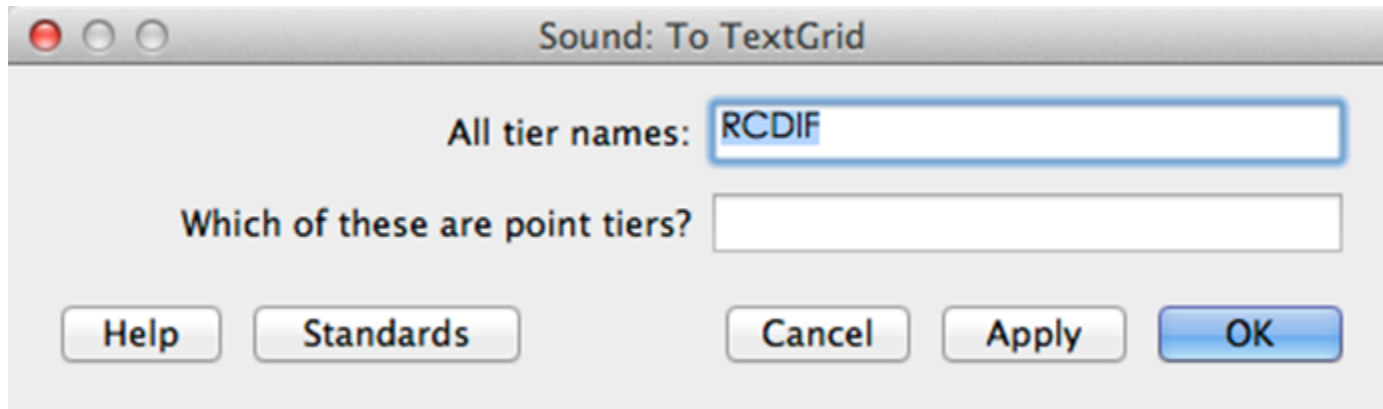 Sound: To TextGrid
All tier names: RCDIF
Which of these are point tiers?
Help Standards Cancel Apply OK